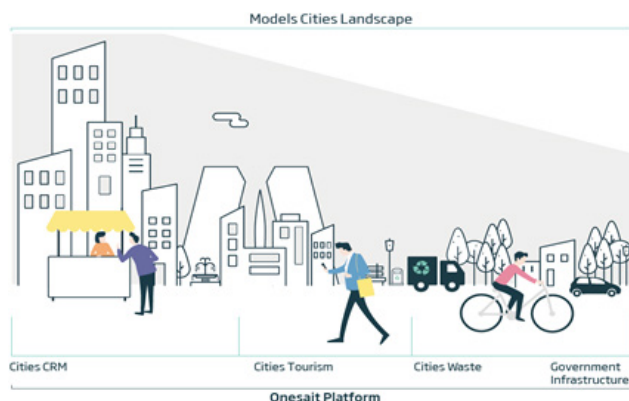 Models Cities Landscape
Cities CRM
Cities Tourism
Cities Waste
Government
Infrastructure
Onesait Platform